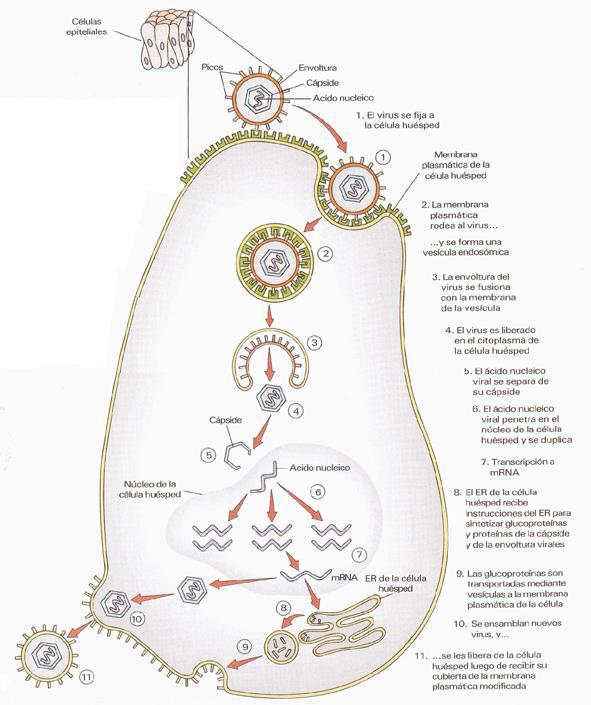 Células
epiteliales
Picos
Envoltura
Cápside
Acido nucleico
1. El virus se fija a
la célula huésped
1
Membrana
plasmática de la
célula huésped
2. La membrana
plasmática
rodea al virus...
...y se forma una
vesícula endosómica
2
3. La envoltura del
virus se fusiona
con la membrana
de la vesícula
3
4. El virus es liberado
en el citoplasma de
la célula huésped
4
5. El ácido nucleico
viral se separa de
su cápside
Cápside
5
6. El ácido nucleico
viral penetra en el
núcleo de la célula
huésped y se duplica
Acido nucleico
Núcleo de la
célula huésped
6
7. Transcripción a
mRNA
7
8. El ER de la célula
huésped recibe
instrucciones del ER para
sintetizar glucoproteínas
y proteínas de la cápside
y de la envoltura virales
mRNA
ER de la célula
huésped
8
9. Las glucoproteínas son
transportadas mediante
vesículas a la membrana
plasmática de la célula
9
10
10. Se ensamblan nuevos
virus, y...
11. ...se les libera de la célula
huésped luego de recibir su
cubierta de la membrana
plasmática modificada
11